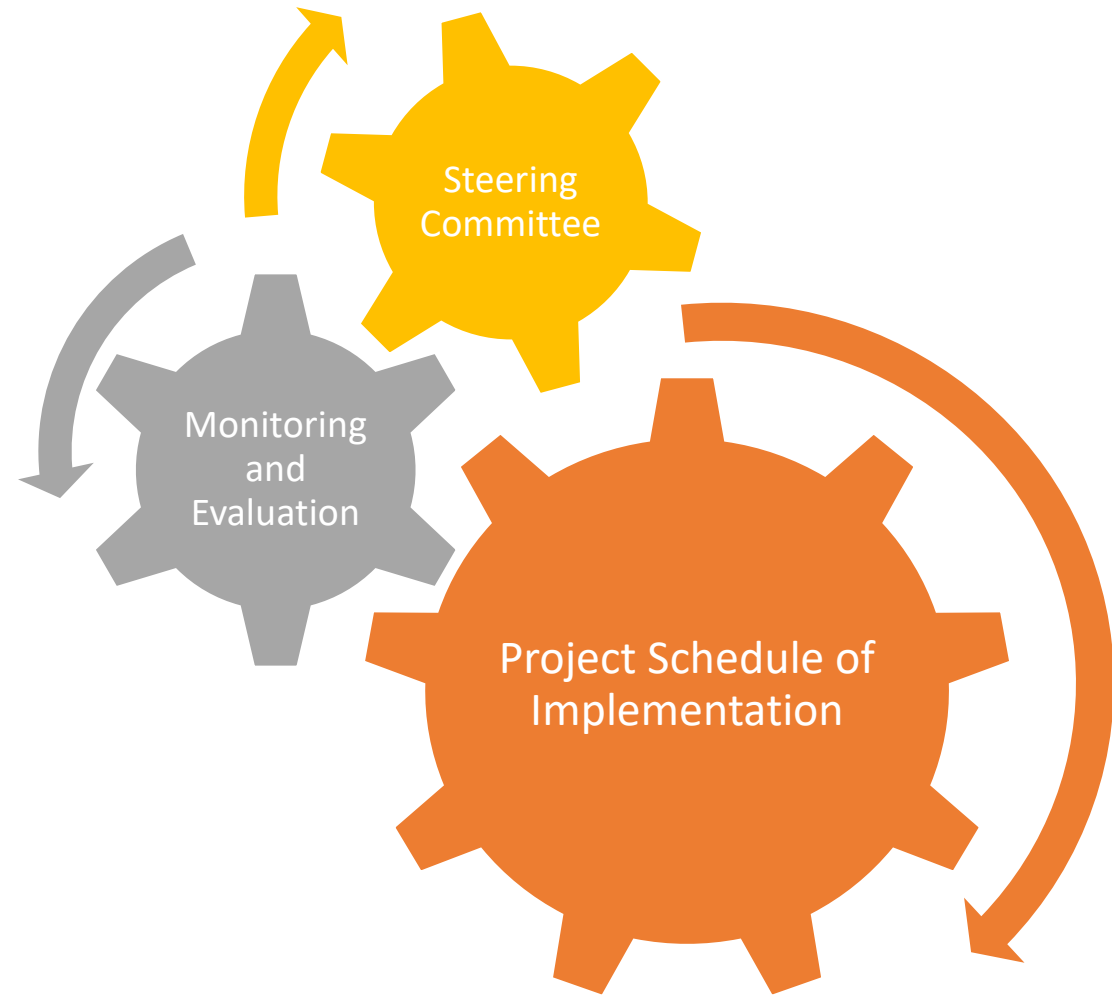 Steering
Committee
Monitoring
and
Evaluation
Project Schedule of
Implementation